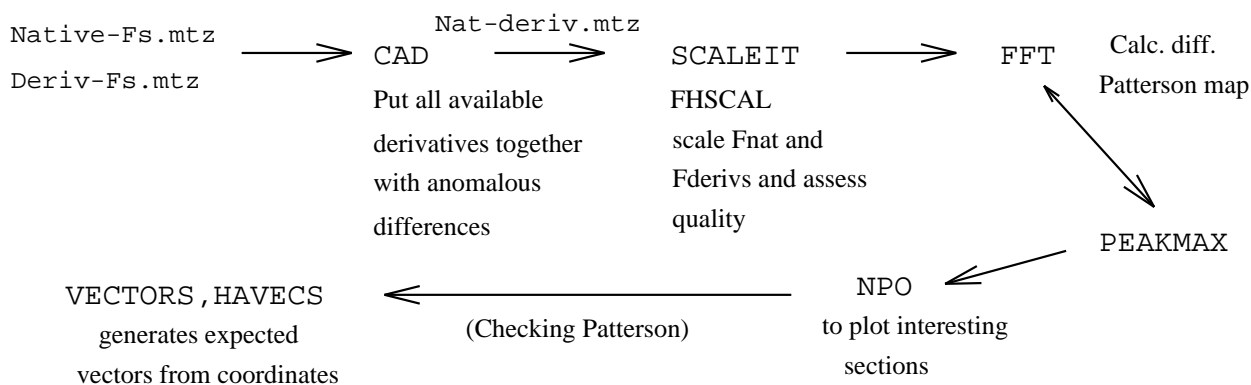 Native-Fs.mtz
Deriv-Fs.mtz
CAD
Put all available
derivatives together
with anomalous
differences
Nat-deriv.mtz
SCALEIT
FHSCAL
scale Fnat and
Fderivs and assess
quality
FFT
Calc. diff.
Patterson map
PEAKMAX
NPO
to plot interesting
sections
(Checking Patterson)
VECTORS,HAVECS
generates expected
vectors from coordinates